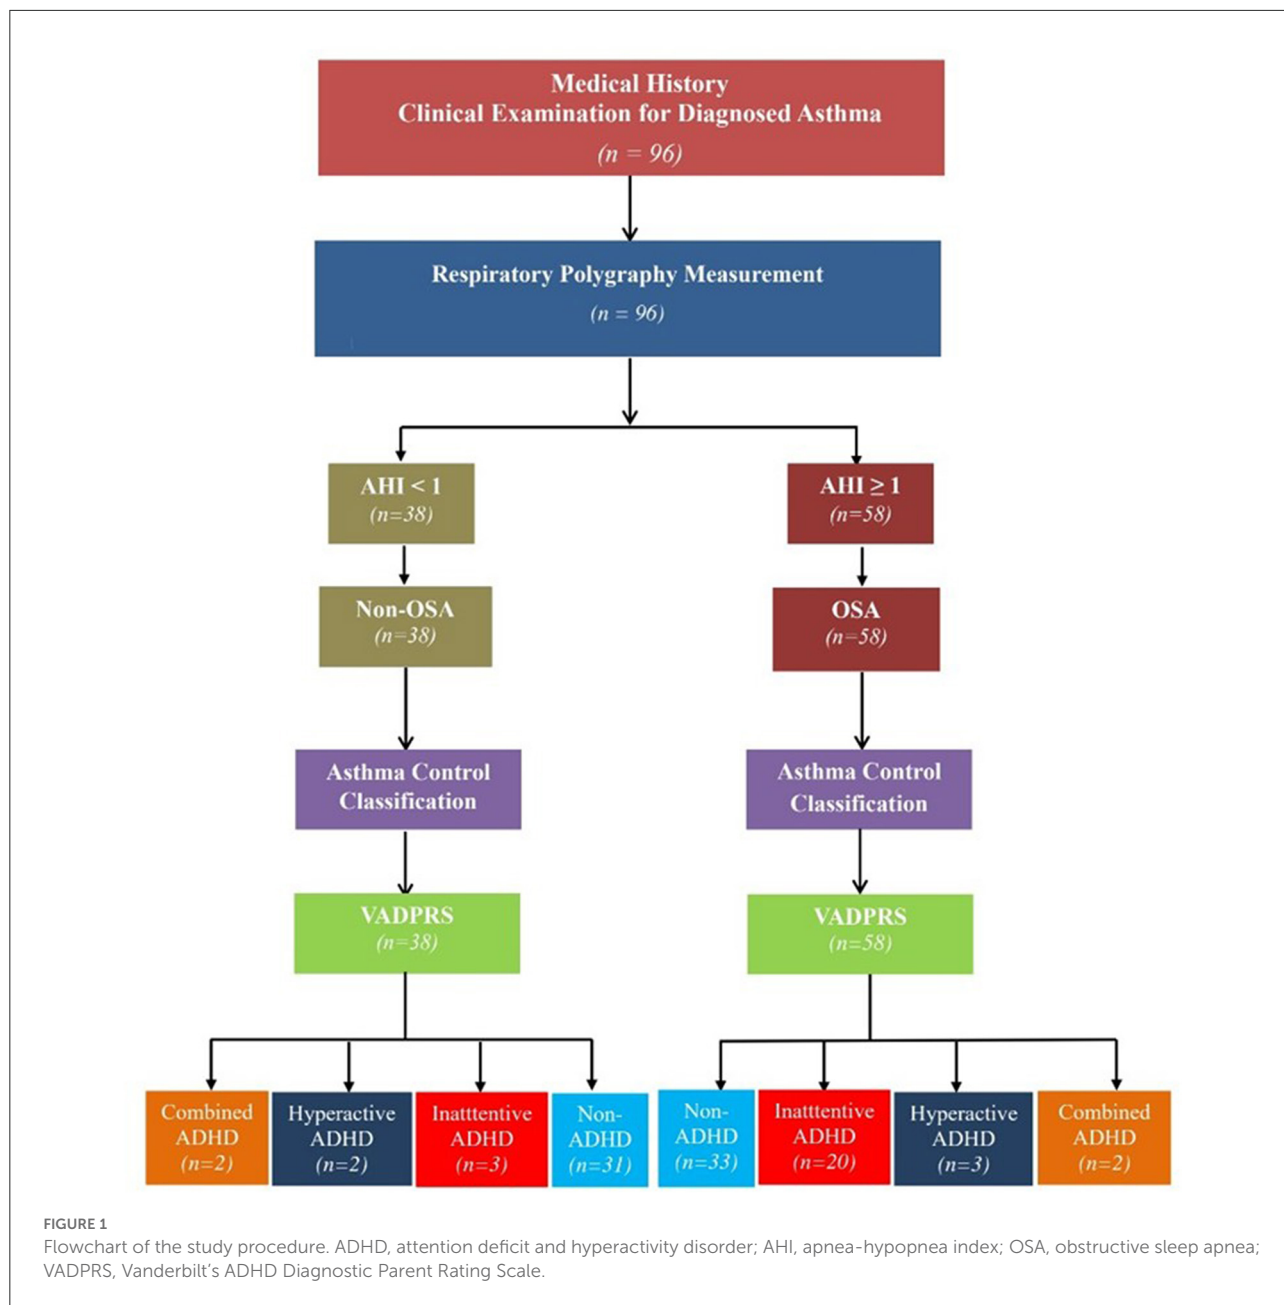 Medical History
Clinical Examination for Diagnosed Asthma
(n = 96)
Respiratory Polygraphy Measurement
(n = 96)
AHI < 1
(n=38)
AHI ≥ 1
(n=58)
Non-OSA
(n=38)
OSA
(n=58)
Asthma Control
Classification
Asthma Control
Classification
VADPRS
(n=38)
VADPRS
(n=58)
Combined
ADHD
(n=2)
Hyperactive
ADHD
(n=2)
Inatttentive
ADHD
(n=3)
Non-
ADHD
(n=31)
Non-
ADHD
(n=33)
Inatttentive
ADHD
(n=20)
Hyperactive
ADHD
(n=3)
Combined
ADHD
(n=2)
FIGURE 1
Flowchart of the study procedure. ADHD, attention deficit and hyperactivity disorder; AHI, apnea-hypopnea index; OSA, obstructive sleep apnea;
VADPRS, Vanderbilt's ADHD Diagnostic Parent Rating Scale.